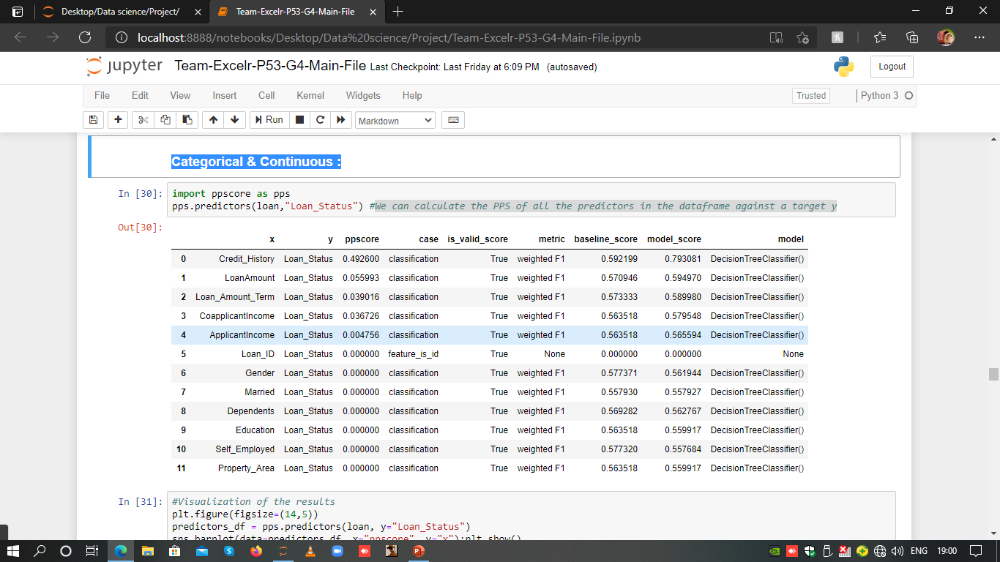 Desktop/Data science/Project/
Team-Excelr-P53-G4-Main-File
localhost:8888/notebooks/Desktop/Data%20science/Project/Team-Excelr-P53-G4-Main-File.ipynb
jupyter Team-Excelr-P53-G4-Main-File Last Checkpoint: Last Friday at 6:09 PM (autosaved)
Logout
File Edit View Insert Cell Kernel Widgets Help
Trusted
Python 3
Run
Markdown
Categorical & Continuous :
In [30]: import ppscore as pps
pps.predictors(loan,"Loan_Status") #We can calculate the PPS of all the predictors in the dataframe against a target y
Out[30]:
x y ppscore case is_valid_score metric baseline_score model_score model
0 Credit_History Loan_Status 0.492600 classification True weighted F1 0.592199 0.793081 DecisionTreeClassifier()
1 LoanAmount Loan_Status 0.055993 classification True weighted F1 0.570946 0.594970 DecisionTreeClassifier()
2 Loan_Amount_Term Loan_Status 0.039016 classification True weighted F1 0.573333 0.589980 DecisionTreeClassifier()
3 CoapplicantIncome Loan_Status 0.036726 classification True weighted F1 0.563518 0.579548 DecisionTreeClassifier()
4 ApplicantIncome Loan_Status 0.004756 classification True weighted F1 0.563518 0.565594 DecisionTreeClassifier()
5 Loan_ID Loan_Status 0.000000 feature_is_id True None 0.000000 0.000000 None
6 Gender Loan_Status 0.000000 classification True weighted F1 0.577371 0.561944 DecisionTreeClassifier()
7 Married Loan_Status 0.000000 classification True weighted F1 0.557930 0.557927 DecisionTreeClassifier()
8 Dependents Loan_Status 0.000000 classification True weighted F1 0.569282 0.562767 DecisionTreeClassifier()
9 Education Loan_Status 0.000000 classification True weighted F1 0.563518 0.559917 DecisionTreeClassifier()
10 Self_Employed Loan_Status 0.000000 classification True weighted F1 0.577320 0.557684 DecisionTreeClassifier()
11 Property_Area Loan_Status 0.000000 classification True weighted F1 0.563518 0.559917 DecisionTreeClassifier()
In [31]: #Visualization of the results
plt.figure(figsize=(14,5))
predictors_df = pps.predictors(loan, y="Loan_Status")
sns.barplot(data=predictors_df, x="ppscore", y="x");plt.show()
ENG 19:00